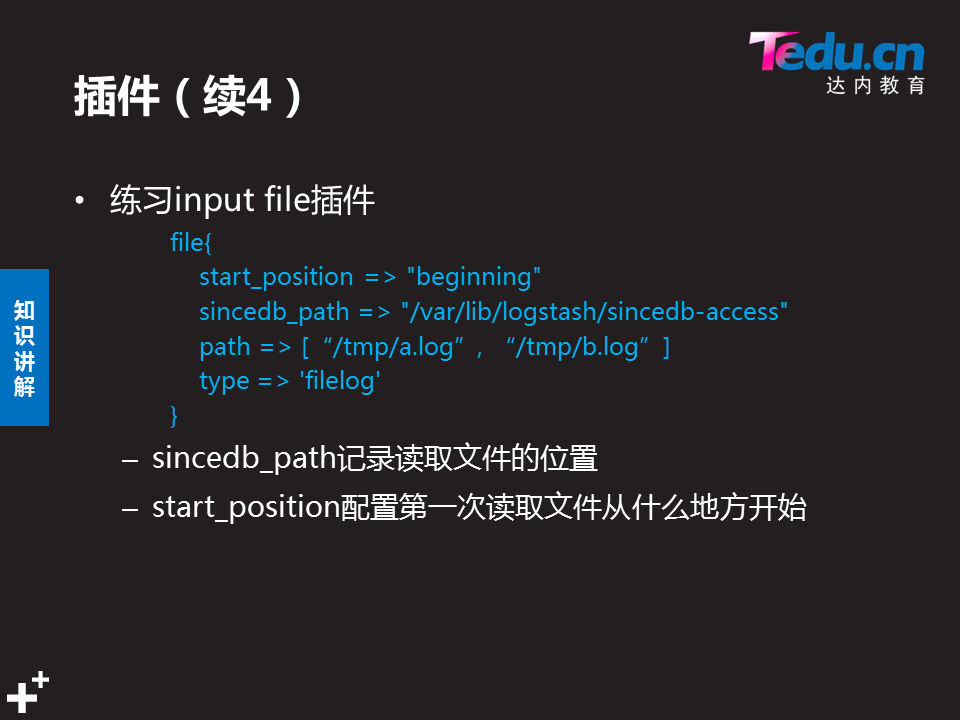 Tedu.cn
达内教育
插件（续4）
• 练习input file插件
file{
start_position => "beginning"
sincedb_path => "/var/lib/logstash/sincedb-access"
path => [ “/tmp/a.log”, “/tmp/b.log”]
type => 'filelog'
}
– sincedb_path记录读取文件的位置
– start_position配置第一次读取文件从什么地方开始
知
识
讲
解